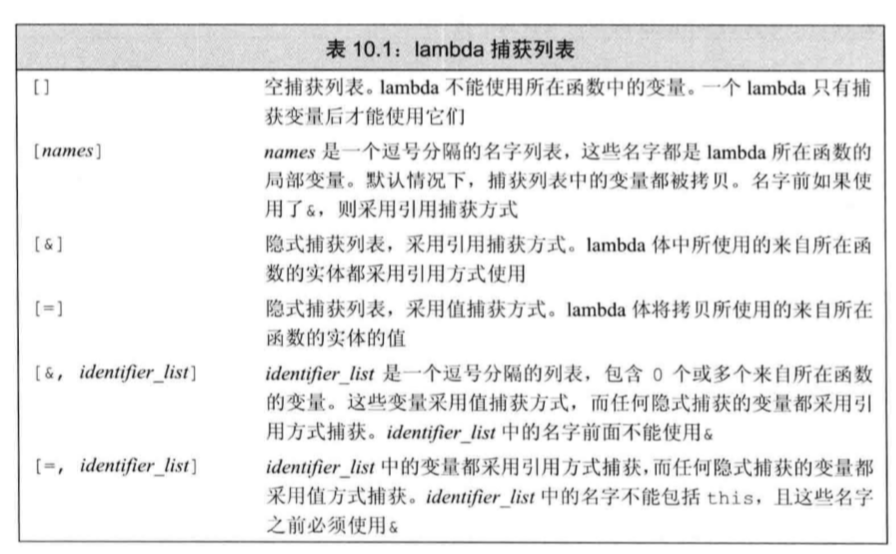 表 10.1：lambda 捕获列表
[] 空捕获列表。lambda 不能使用所在函数中的变量。一个 lambda 只有捕
获变量后才能使用它们
[names] names 是一个逗号分隔的名字列表，这些名字都是 lambda 所在函数的
局部变量。默认情况下，捕获列表中的变量都被拷贝。名字前如果使
用了&，则采用引用捕获方式
[&] 隐式捕获列表，采用引用捕获方式。lambda 体中所使用的来自所在函
数的实体都采用引用方式使用
[=] 隐式捕获列表，采用值捕获方式。lambda 体将拷贝所使用的来自所在
函数的实体的值
[&, identifier_list] identifier_list 是一个逗号分隔的列表，包含 0 个或多个来自所在函数
的变量。这些变量采用值捕获方式，而任何隐式捕获的变量都采用引
用方式捕获。identifier_list 中的名字前面不能使用&
[=, identifier_list] identifier_list 中的变量都采用引用方式捕获，而任何隐式捕获的变量都
采用值方式捕获。identifier_list 中的名字不能包括 this，且这些名字
之前必须使用&